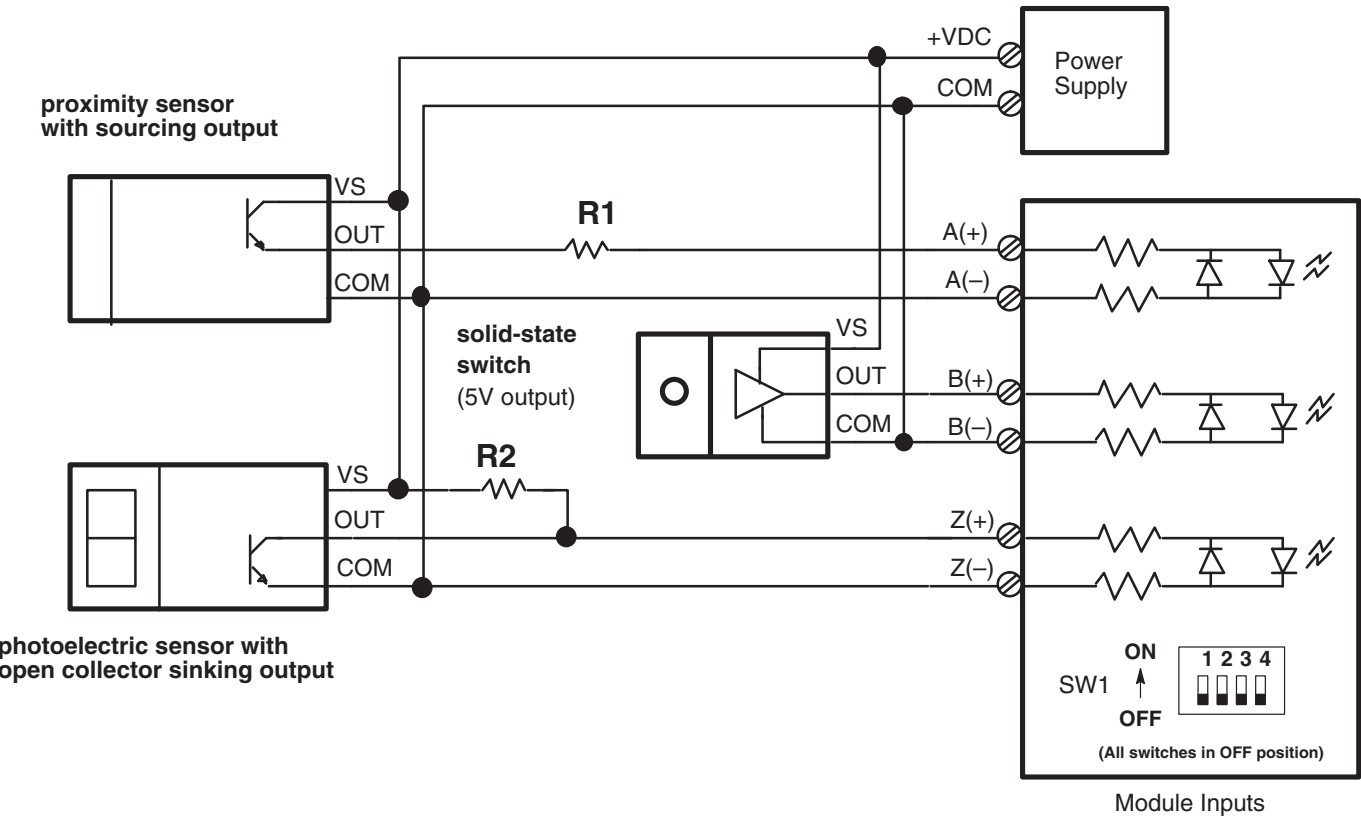 +VDC
COM
Power
Supply
proximity sensor
with sourcing output
VS
OUT
COM
R1
A(+)
A(–)
solid-state
switch
(5V output)
VS
OUT
COM
B(+)
B(–)
R2
VS
OUT
COM
Z(+)
Z(–)
photoelectric sensor with
open collector sinking output
ON
SW1
OFF
1 2 3 4
(All switches in OFF position)
Module Inputs